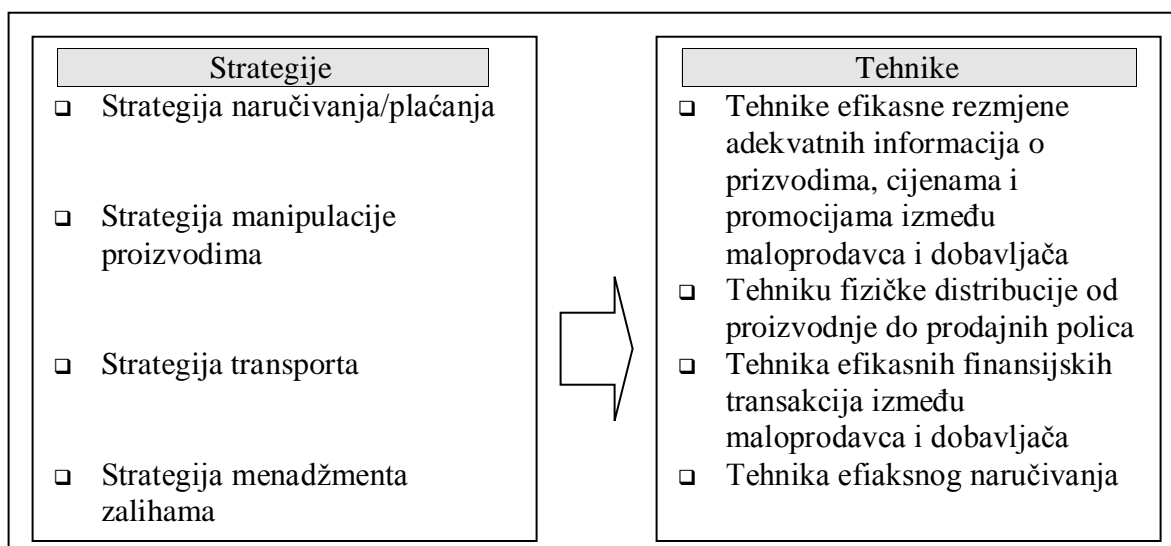 Strategije
Strategija naručivanja/plaćanja
Strategija manipulacije
proizvodima
Strategija transporta
Strategija menadžmenta
zalihama
Tehnike
Tehnike efikasne rezmjene
adekvatnih informacija o
prizvodima, cijenama i
promocijama između
maloprodavca i dobavljača
Tehniku fizičke distribucije od
proizvodnje do prodajnih polica
Tehnika efikasnih finansijskih
transakcija između
maloprodavca i dobavljača
Tehnika efiaksnog naručivanja